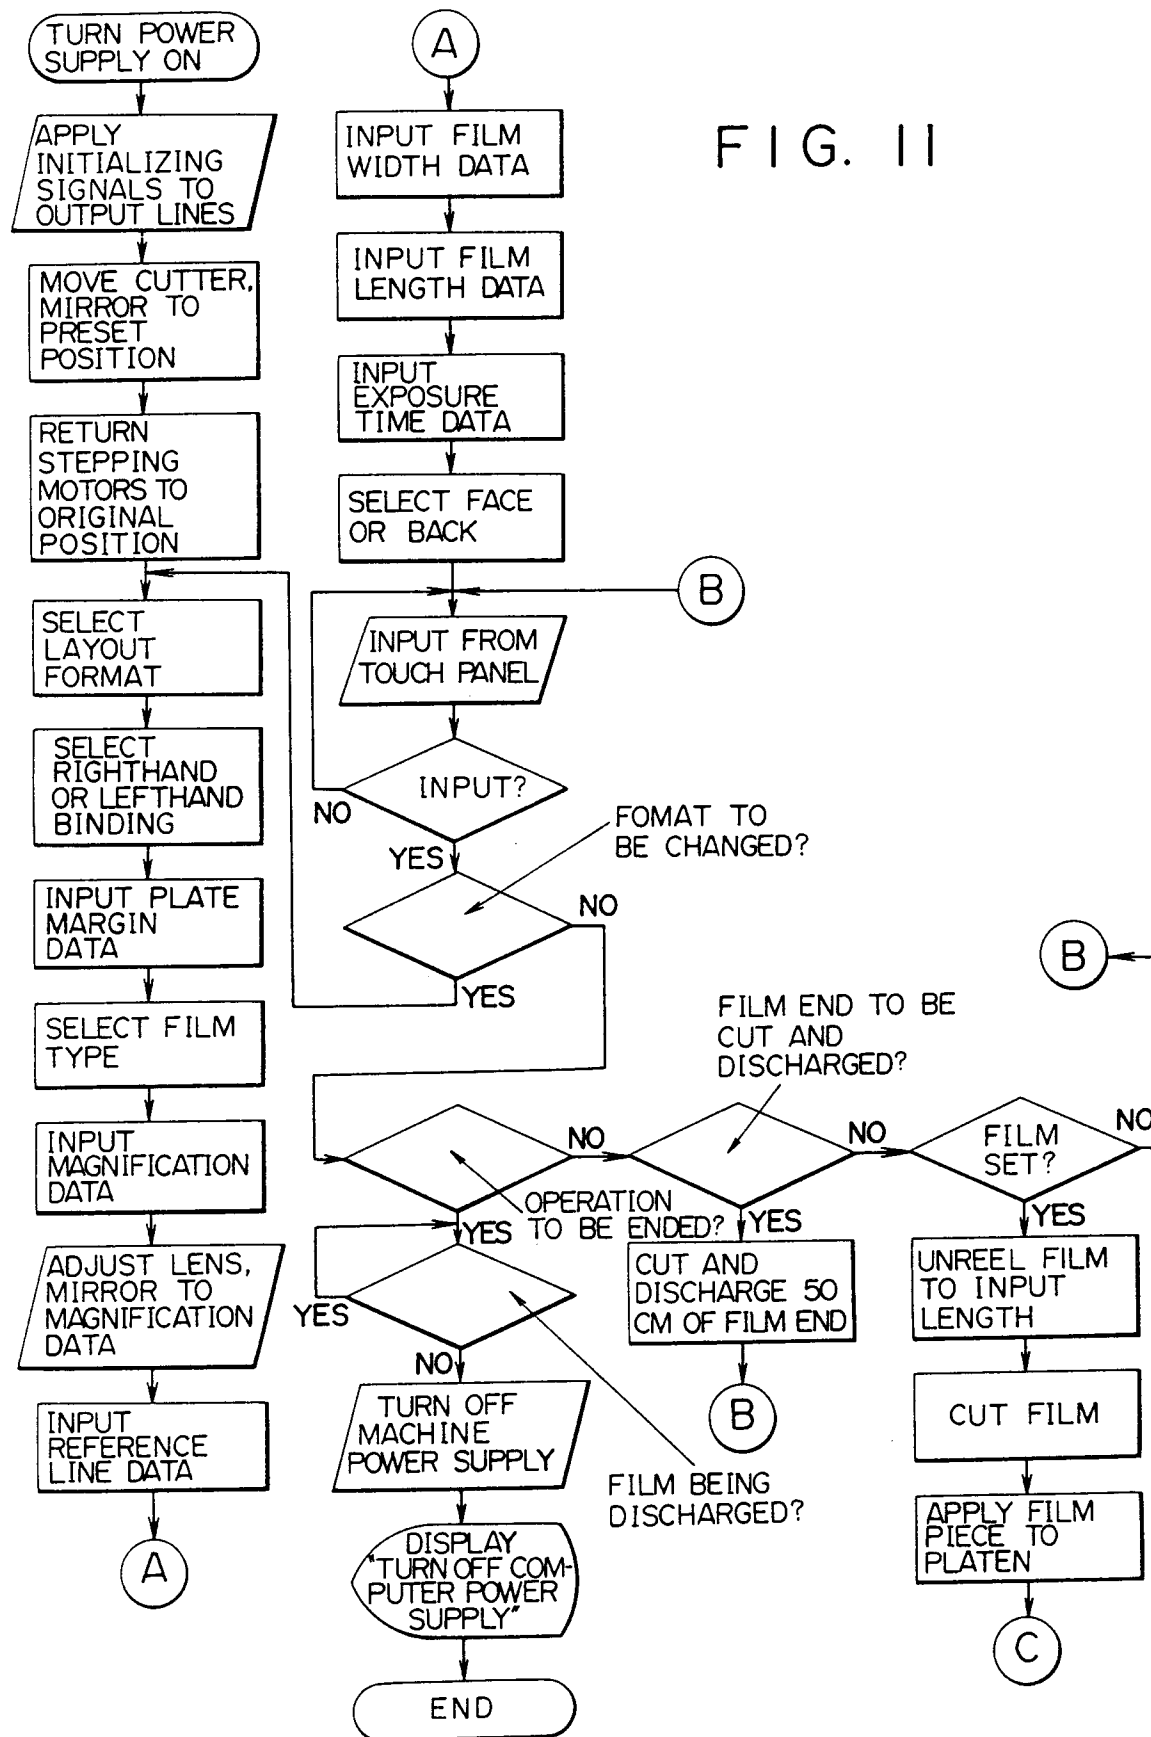 TURN POWER
SUPPLY ON
APPLY
INITIALIZING
SIGNALS TO
OUTPUT LINES
MOVE CUTTER,
MIRROR TO
PRESET
POSITION
RETURN
STEPPING
MOTORS TO
ORIGINAL
POSITION
SELECT
LAYOUT
FORMAT
SELECT
RIGHTHAND
OR LEFTHAND
BINDING
INPUT PLATE
MARGIN
DATA
SELECT FILM
TYPE
INPUT
MAGNIFICATION
DATA
ADJUST LENS,
MIRROR TO
MAGNIFICATION
DATA
INPUT
REFERENCE
LINE DATA
A
A
INPUT FILM
WIDTH DATA
INPUT FILM
LENGTH DATA
INPUT
EXPOSURE
TIME DATA
SELECT FACE
OR BACK
B
INPUT FROM
TOUCH PANEL
INPUT?
NO
YES
FOMAT TO
BE CHANGED?
NO
YES
OPERATION
TO BE ENDED?
NO
YES
YES
NO
FILM BEING
DISCHARGED?
TURN OFF
MACHINE
POWER SUPPLY
DISPLAY
"TURN OFF COM-
PUTER POWER
SUPPLY"
END
FIG. 11
FILM END TO BE
CUT AND
DISCHARGED?
NO
YES
CUT AND
DISCHARGE 50
CM OF FILM END
B
B
FILM
SET?
NO
YES
UNREEL FILM
TO INPUT
LENGTH
CUT FILM
APPLY FILM
PIECE TO
PLATEN
C